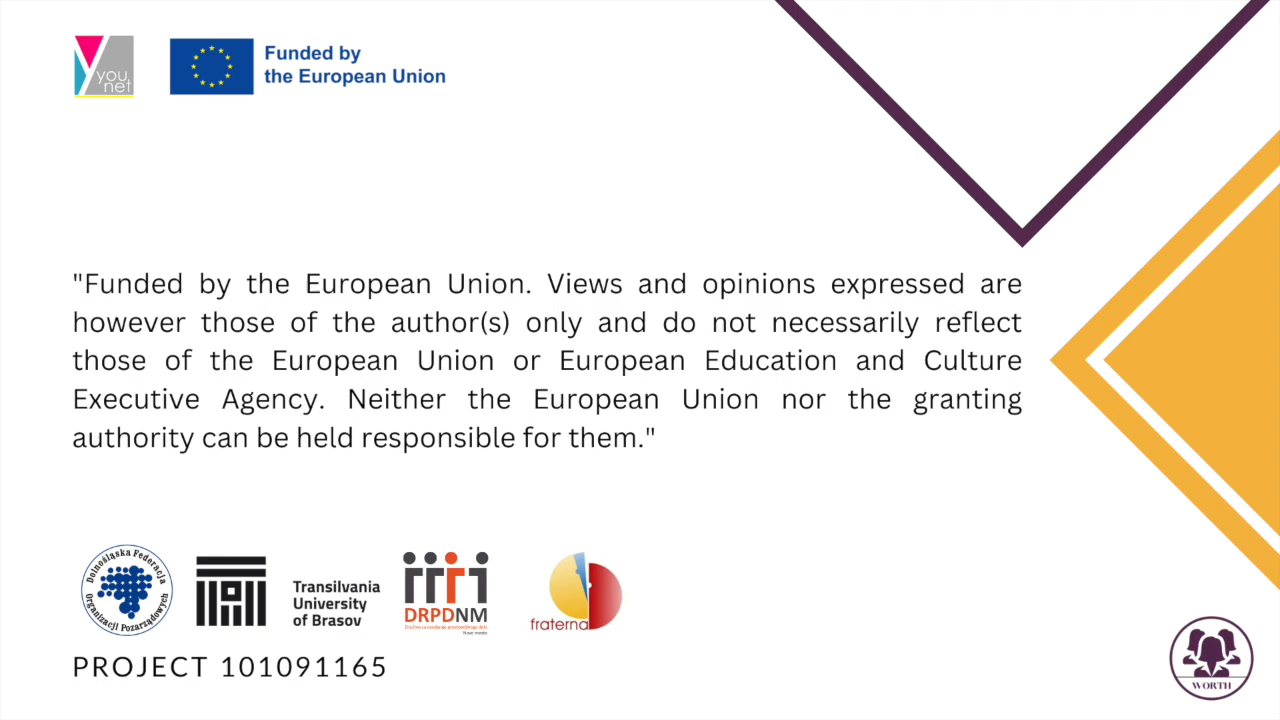 you
net
Funded by
the European Union
"Funded by the European Union. Views and opinions expressed are
however those of the author(s) only and do not necessarily reflect
those of the European Union or European Education and Culture
Executive Agency. Neither the European Union nor the granting
authority can be held responsible for them."
Dolnośląska Federacja
Organizacji Pozarządowych
Transilvania
University
of Brasov
DRPDNM
Novo mesto
fraterna
PROJECT 101091165
WORTH